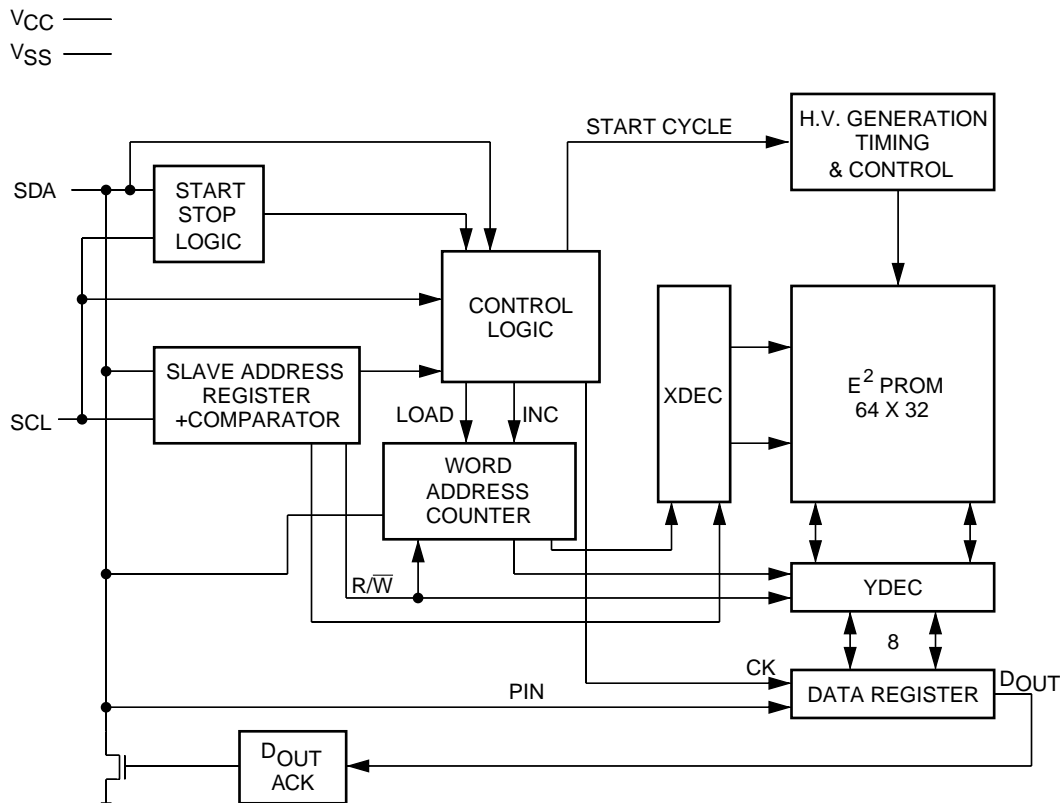 VCC
VSS
START CYCLE
H.V. GENERATION
TIMING
& CONTROL
SDA
START
STOP
LOGIC
CONTROL
LOGIC
SLAVE ADDRESS
REGISTER
+COMPARATOR
SCL
LOAD
INC
XDEC
E² PROM
64 X 32
WORD
ADDRESS
COUNTER
R/W̅
YDEC
8
CK
PIN
DATA REGISTER
DOUT
DOUT
ACK